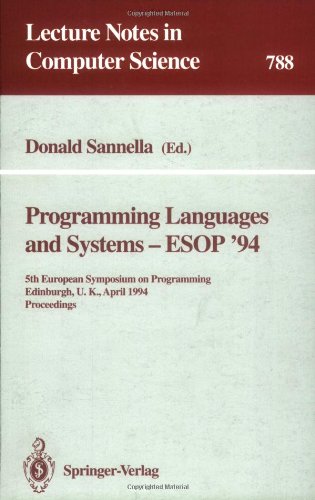 Lecture Notes in
Computer Science 788
Donald Sannella (Ed.)
Programming Languages
and Systems – ESOP '94
5th European Symposium on Programming
Edinburgh, U. K., April 1994
Proceedings
Springer-Verlag